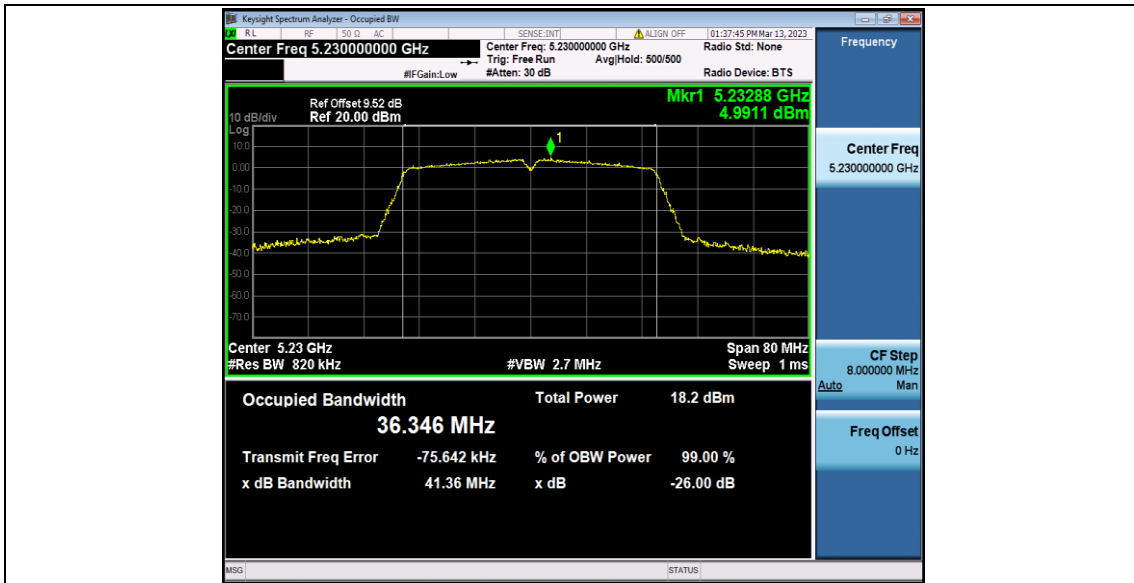 Keysight Spectrum Analyzer - Occupied BW
LXI RL RF 50 Ω AC SENSE:INT ALIGN OFF 01:37:45 PM Mar 13, 2023
Center Freq 5.230000000 GHz
Center Freq: 5.230000000 GHz
Radio Std: None
Trig: Free Run Avg|Hold: 500/500
#IFGain:Low
#Atten: 30 dB
Radio Device: BTS
Frequency
Mkr1 5.23288 GHz
4.9911 dBm
Ref Offset 9.52 dB
10 dB/div Ref 20.00 dBm
Log
1
10.0
0.00
-10.0
-20.0
-30.0
-40.0
-50.0
-60.0
-70.0
Center 5.23 GHz Span 80 MHz
#Res BW 820 kHz #VBW 2.7 MHz Sweep 1 ms
Occupied Bandwidth Total Power 18.2 dBm
36.346 MHz
Transmit Freq Error -75.642 kHz % of OBW Power 99.00 %
x dB Bandwidth 41.36 MHz x dB -26.00 dB
Center Freq
5.230000000 GHz
CF Step
8.000000 MHz
Auto Man
Freq Offset
0 Hz
MSG STATUS